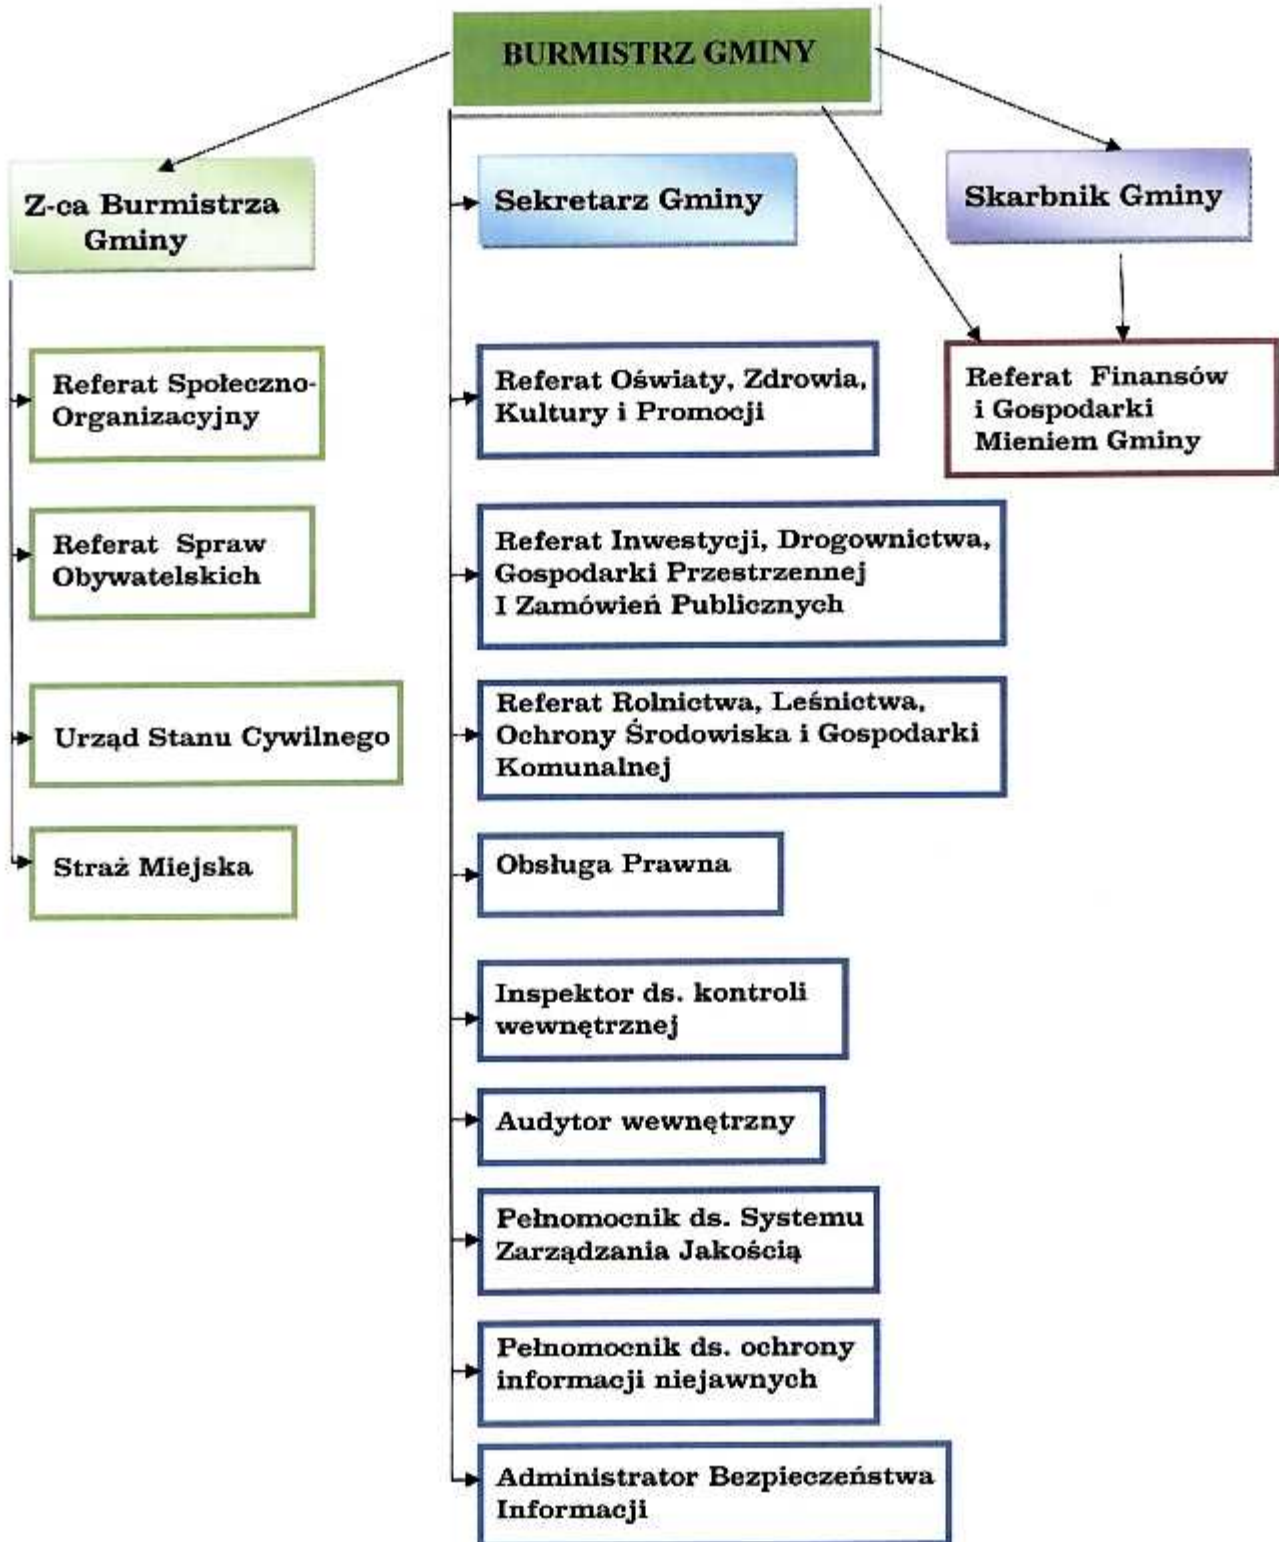 BURMISTRZ GMINY
Z-ca Burmistrza
Gminy
Sekretarz Gminy
Skarbnik Gminy
Referat Społeczno-
Organizacyjny
Referat Spraw
Obywatelskich
Urząd Stanu Cywilnego
Straż Miejska
Referat Oświaty, Zdrowia,
Kultury i Promocji
Referat Inwestycji, Drogownictwa,
Gospodarki Przestrzennej
I Zamówień Publicznych
Referat Rolnictwa, Leśnictwa,
Ochrony Środowiska i Gospodarki
Komunalnej
Obsługa Prawna
Inspektor ds. kontroli
wewnętrznej
Audytor wewnętrzny
Pełnomocnik ds. Systemu
Zarządzania Jakością
Pełnomocnik ds. ochrony
informacji niejawnych
Administrator Bezpieczeństwa
Informacji
Referat Finansów
i Gospodarki
Mieniem Gminy